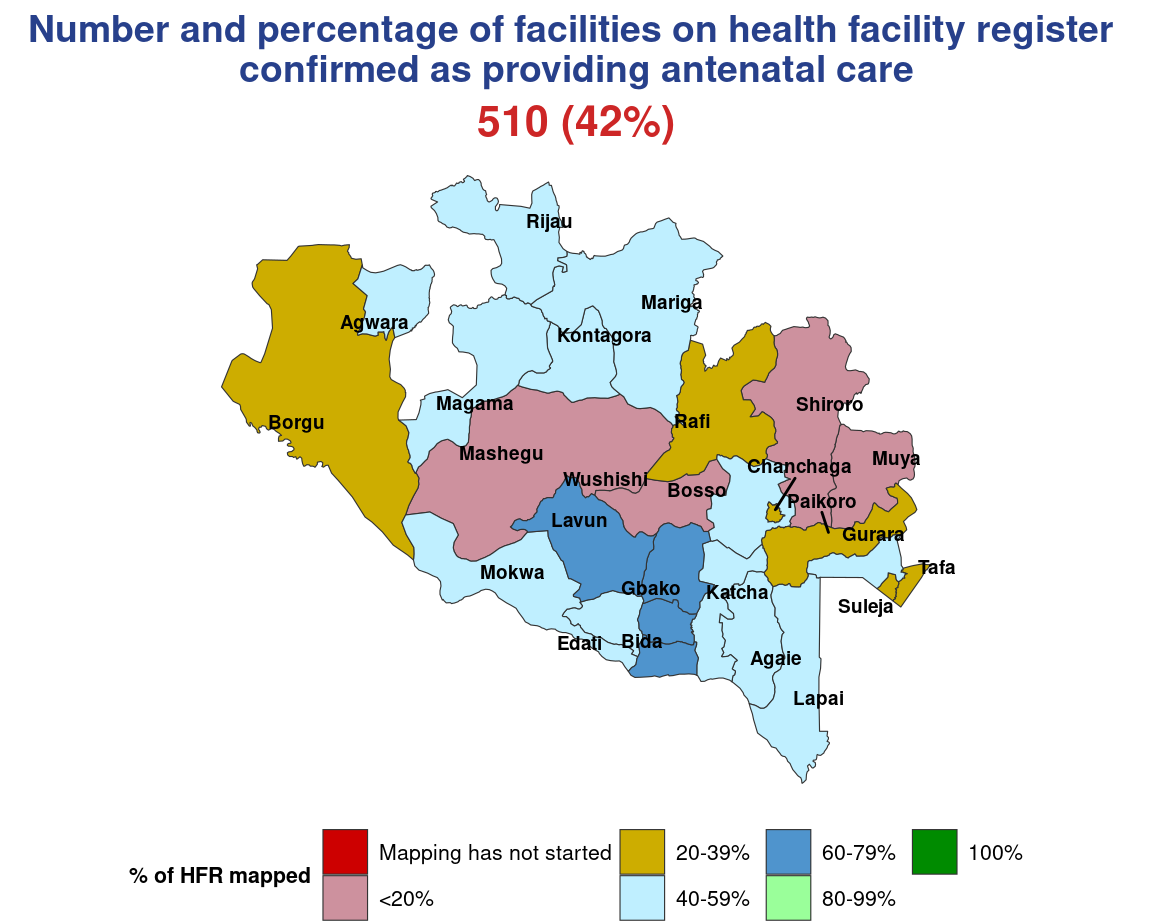 Number and percentage of facilities on health facility register
confirmed as providing antenatal care
510 (42%)
Rijau
Mariga
Agwara
Kontagora
Magama
Shiroro
Borgu
Rafi
Mashegu
Muya
Chanchaga
Wushishi
Bosso
Paikoro
Lavun
Gurara
Tafa
Mokwa
Gbako
Katcha
Suleja
Edati
Bida
Agaie
Lapai
% of HFR mapped
Mapping has not started
<20%
20-39%
40-59%
60-79%
80-99%
100%